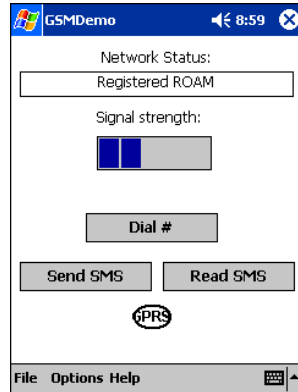 GSMDemo 8:59
Network Status:
Registered ROAM
Signal strength:
Dial #
Send SMS Read SMS
GPRS
File Options Help